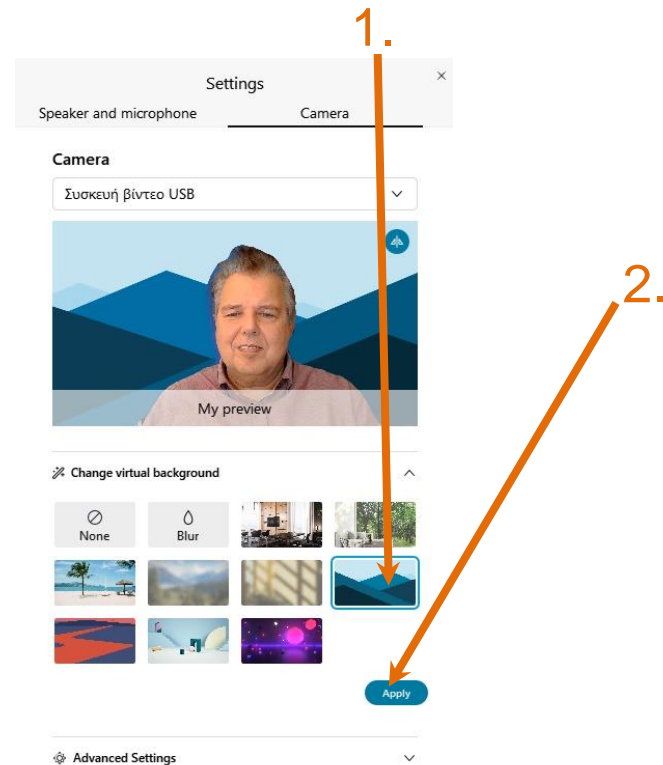 1.
Settings
×
Speaker and microphone Camera
Camera
Συσκευή βίντεο USB
2.
My preview
Change virtual background
None Blur
Apply
Advanced Settings